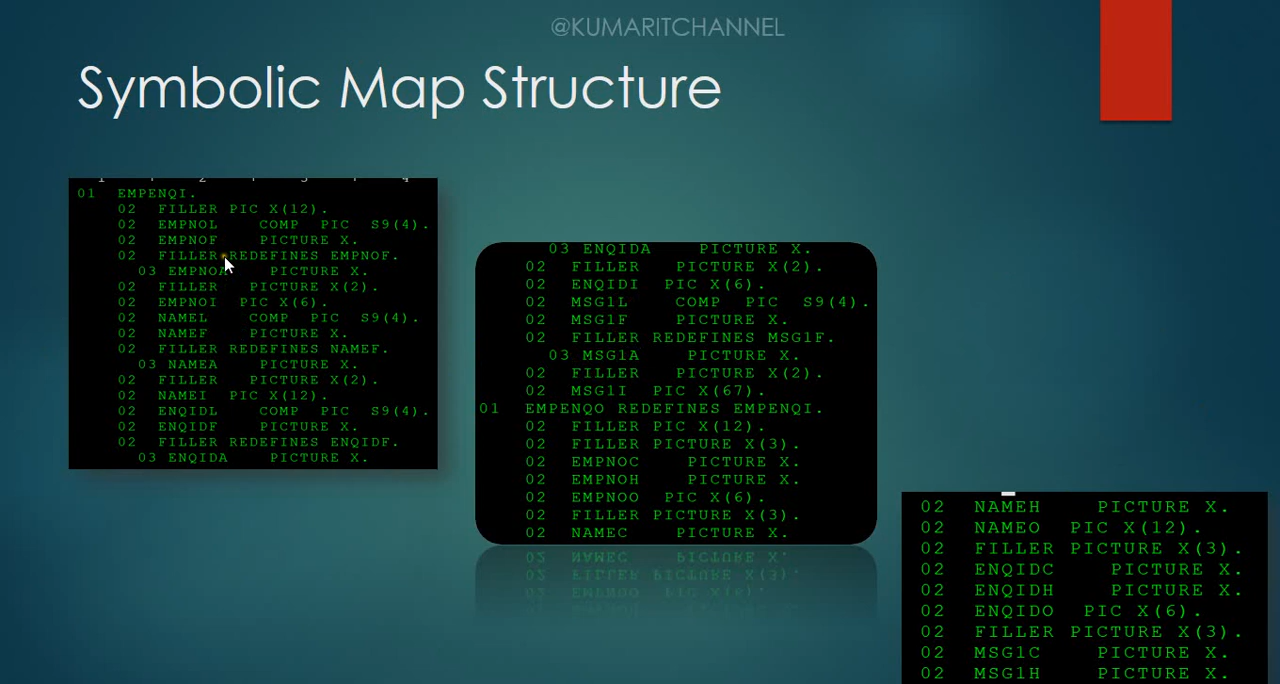 @KUMARITCHANNEL
Symbolic Map Structure
01 EMPENQI.
02 FILLER PIC X(12).
02 EMPNOL COMP PIC S9(4).
02 EMPNOF PICTURE X.
02 FILLER REDEFINES EMPNOF.
03 EMPNOA PICTURE X.
02 FILLER PICTURE X(2).
02 EMPNOI PIC X(6).
02 NAMEL COMP PIC S9(4).
02 NAMEF PICTURE X.
02 FILLER REDEFINES NAMEF.
03 NAMEA PICTURE X.
02 FILLER PICTURE X(2).
02 NAMEI PIC X(12).
02 ENQIDL COMP PIC S9(4).
02 ENQIDF PICTURE X.
02 FILLER REDEFINES ENQIDF.
03 ENQIDA PICTURE X.
03 ENQIDA PICTURE X.
02 FILLER PICTURE X(2).
02 ENQIDI PIC X(6).
02 MSG1L COMP PIC S9(4).
02 MSG1F PICTURE X.
02 FILLER REDEFINES MSG1F.
03 MSG1A PICTURE X.
02 FILLER PICTURE X(2).
02 MSG1I PIC X(67).
01 EMPENQO REDEFINES EMPENQI.
02 FILLER PIC X(12).
02 FILLER PICTURE X(3).
02 EMPNOC PICTURE X.
02 EMPNOH PICTURE X.
02 EMPNOO PIC X(6).
02 FILLER PICTURE X(3).
02 NAMEC PICTURE X.
02 NAMEH PICTURE X.
02 NAMEO PIC X(12).
02 FILLER PICTURE X(3).
02 ENQIDC PICTURE X.
02 ENQIDH PICTURE X.
02 ENQIDO PIC X(6).
02 FILLER PICTURE X(3).
02 MSG1C PICTURE X.
02 MSG1H PICTURE X.